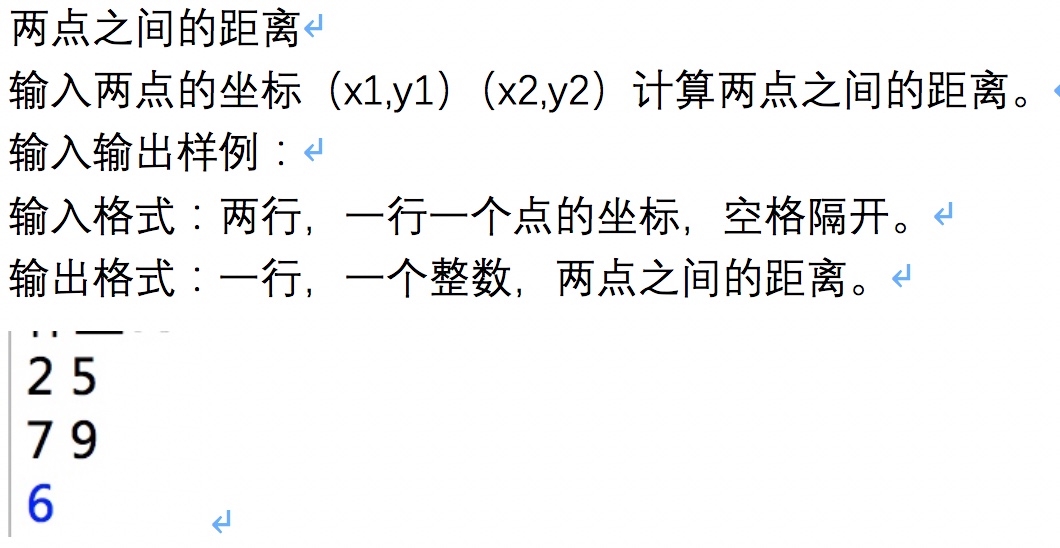 两点之间的距离
输入两点的坐标（x1,y1）（x2,y2）计算两点之间的距离。
输入输出样例：
输入格式：两行，一行一个点的坐标，空格隔开。
输出格式：一行，一个整数，两点之间的距离。
2 5
7 9
6